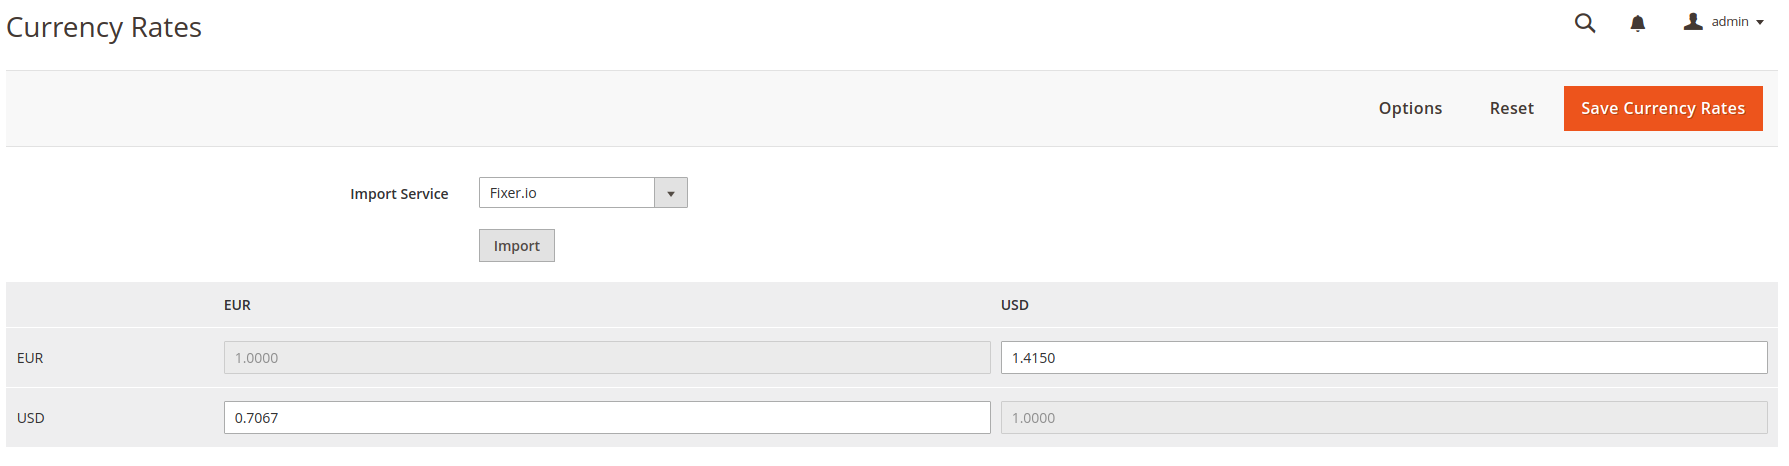 Currency Rates
admin
Options Reset Save Currency Rates
Import Service Fixer.io
Import
EUR USD
EUR 1.0000 1.4150
USD 0.7067 1.0000